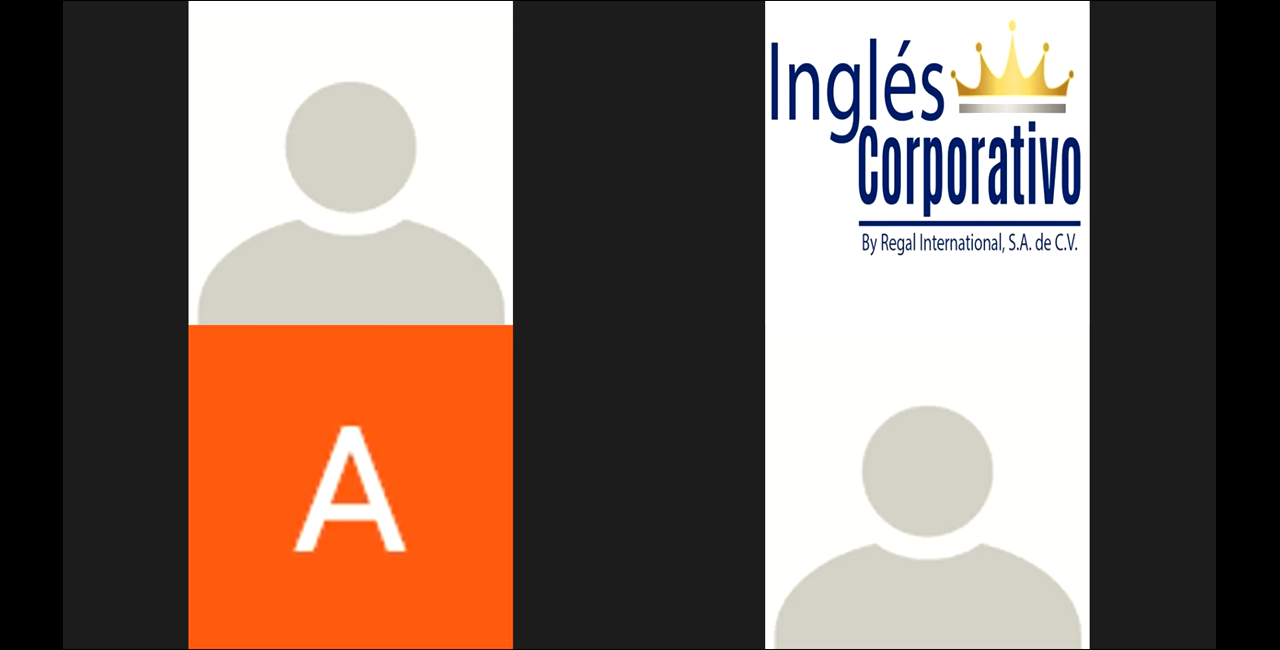 Inglés
Corporativo
By Regal International, S.A. de C.V.
A